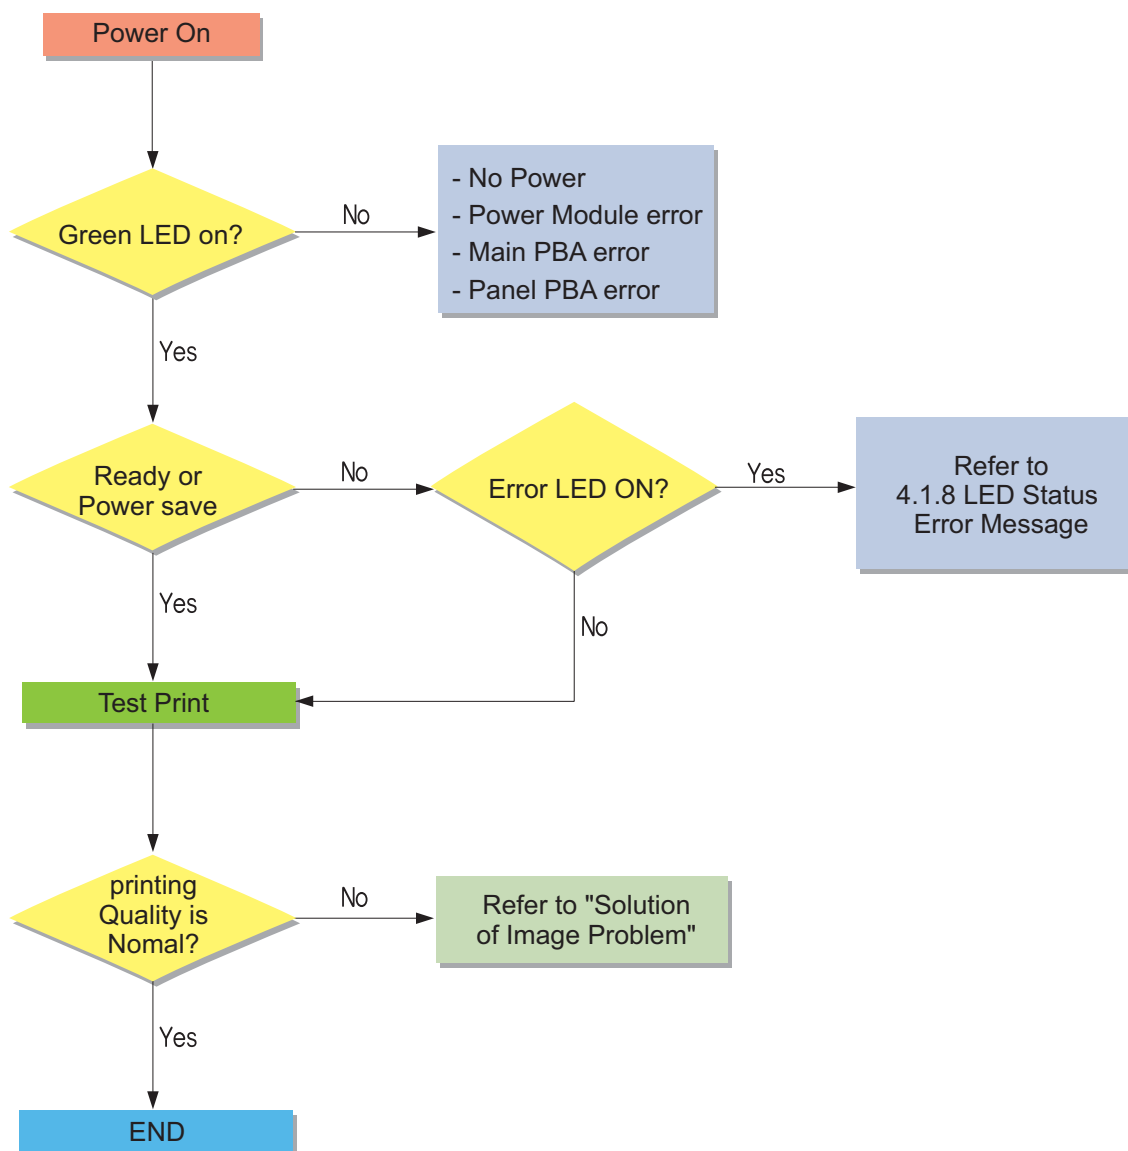 Power On
Green LED on?
No
- No Power
- Power Module error
- Main PBA error
- Panel PBA error
Yes
Ready or
Power save
No
Error LED ON?
Yes
Refer to
4.1.8 LED Status
Error Message
Yes
No
Test Print
printing
Quality is
Nomal?
No
Refer to "Solution
of Image Problem"
Yes
END